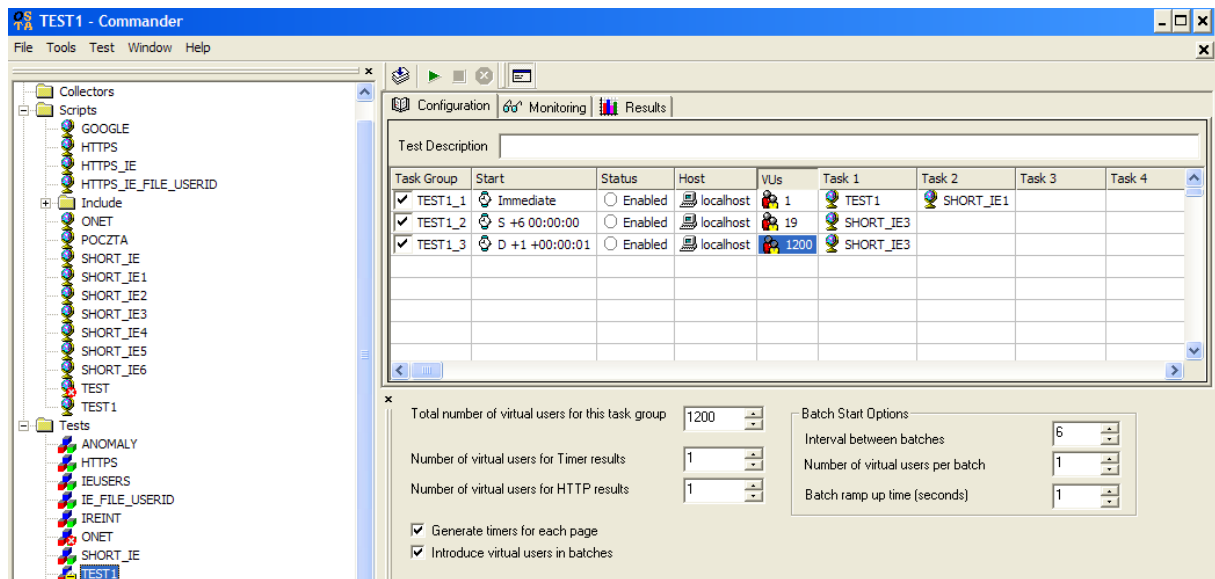 OSTA TEST1 - Commander
File Tools Test Window Help
Collectors
Scripts
GOOGLE
HTTPS
HTTPS_IE
HTTPS_IE_FILE_USERID
Include
ONET
POCZTA
SHORT_IE
SHORT_IE1
SHORT_IE2
SHORT_IE3
SHORT_IE4
SHORT_IE5
SHORT_IE6
TEST
TEST1
Tests
ANOMALY
HTTPS
IEUSERS
IE_FILE_USERID
IREINT
ONET
SHORT_IE
TEST1
Configuration Monitoring Results
Test Description
Task Group Start Status Host VUs Task 1 Task 2 Task 3 Task 4
TEST1_1 Immediate Enabled localhost 1 TEST1 SHORT_IE1
TEST1_2 S +6 00:00:00 Enabled localhost 19 SHORT_IE3
TEST1_3 D +1 +00:00:01 Enabled localhost 1200 SHORT_IE3
Total number of virtual users for this task group 1200
Number of virtual users for Timer results 1
Number of virtual users for HTTP results 1
Generate timers for each page
Introduce virtual users in batches
Batch Start Options
Interval between batches 6
Number of virtual users per batch 1
Batch ramp up time (seconds) 1